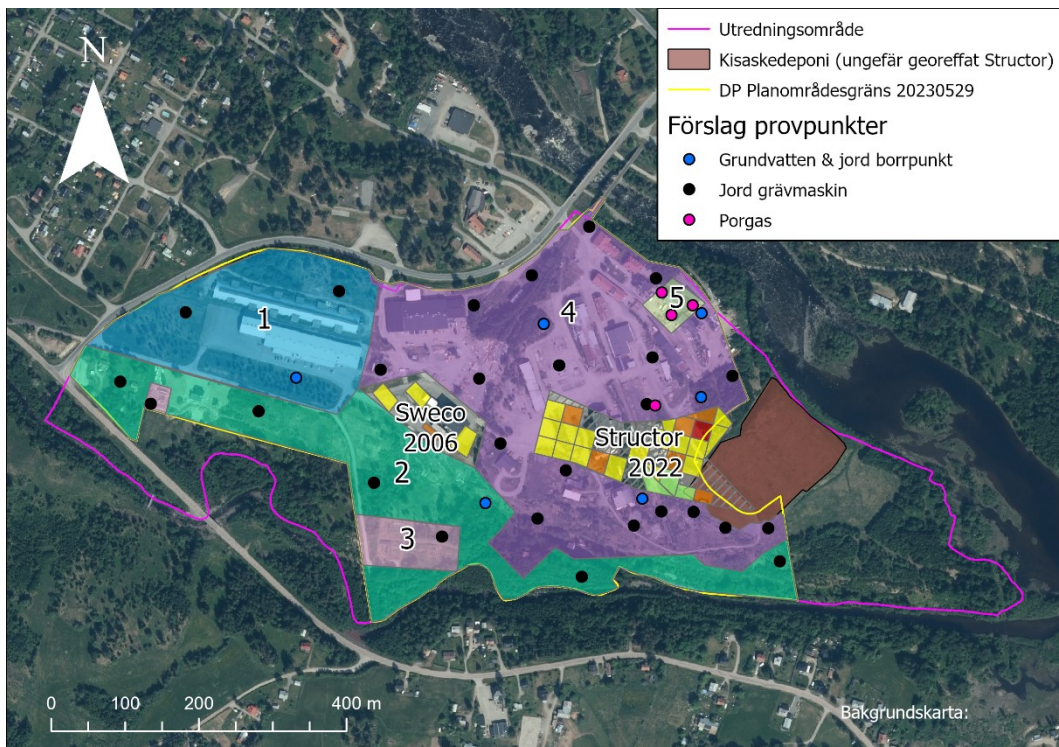 N
Utredningsområde
Kisaskedeponi (ungefär georeffat Structor)
DP Planområdesgräns 20230529
Förslag provpunkter
Grundvatten & jord borrpunkt
Jord grävmaskin
Porgas
1
4
5
Sweco
2006
Structor
2022
2
3
0 100 200 400 m
Bakgrundskarta: